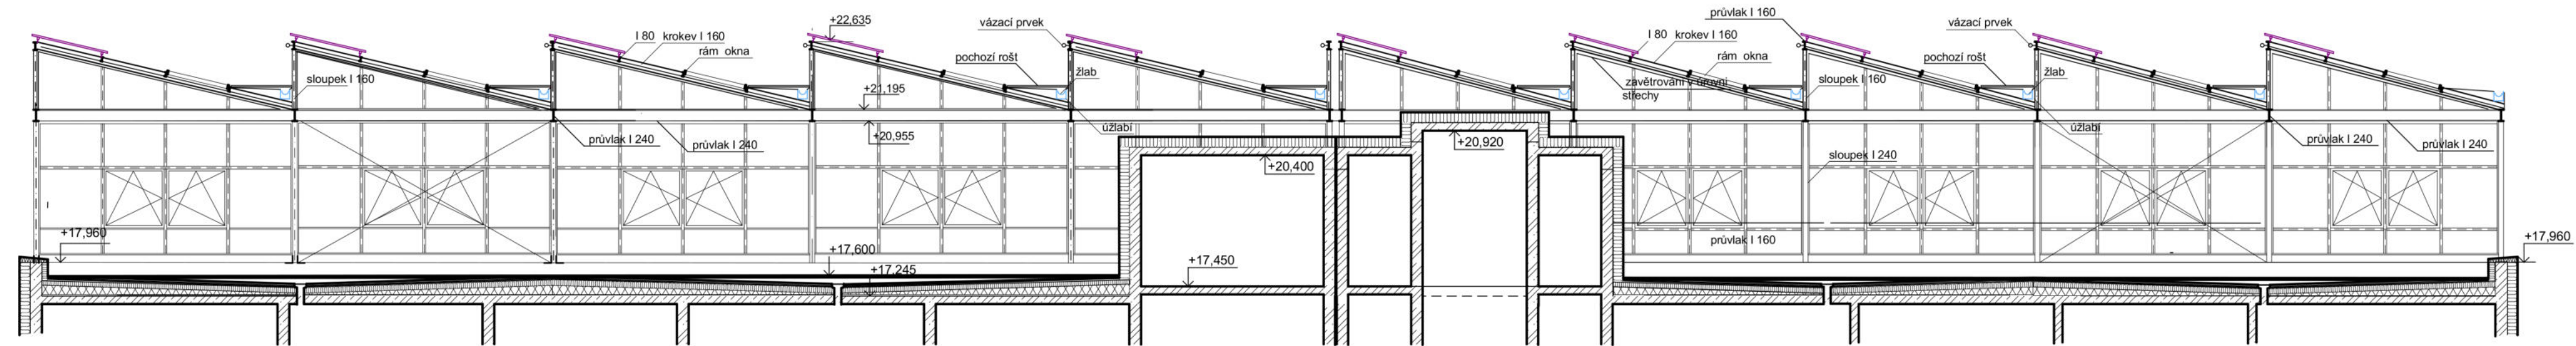 +22,635
vázací prvek
průvlak I 160
vázací prvek
I 80
krokev I 160
rám okna
I 80
krokev I 160
rám okna
pochozí rošt
žlab
pochozí rošt
žlab
sloupek I 160
zavětrování v úrovni
střechy
sloupek I 160
+21,195
+20,955
úžlabí
úžlabí
průvlak I 240
průvlak I 240
+20,920
průvlak I 240
průvlak I 240
+20,400
sloupek I 240
+17,960
průvlak I 160
+17,960
+17,600
+17,450
+17,245